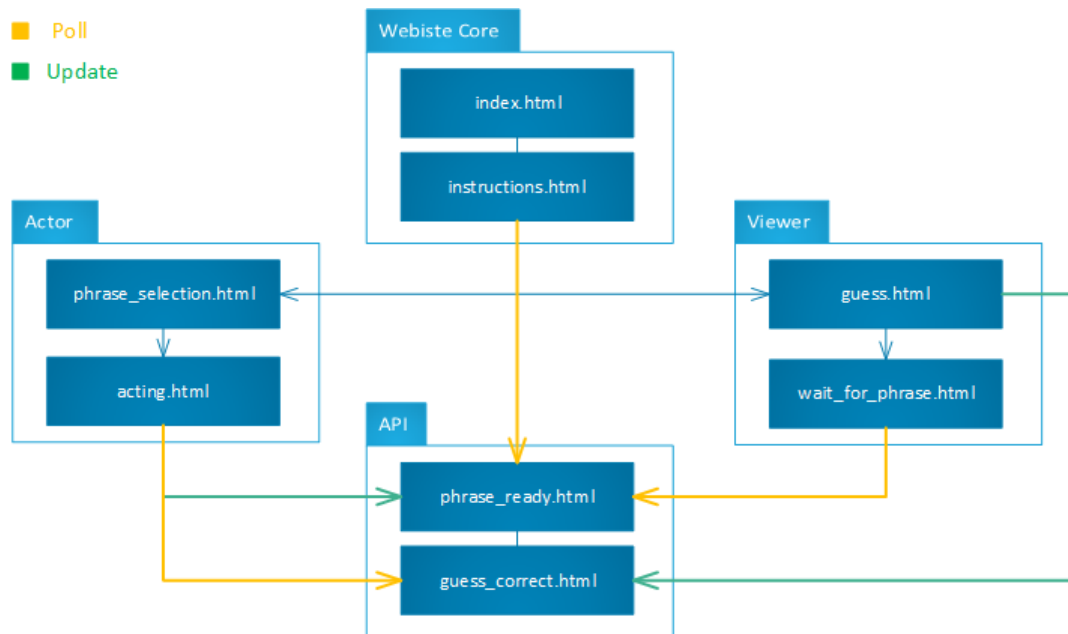 Poll
Update
Webiste Core
index.html
instructions.html
Actor
phrase_selection.html
acting.html
Viewer
guess.html
wait_for_phrase.html
API
phrase_ready.html
guess_correct.html